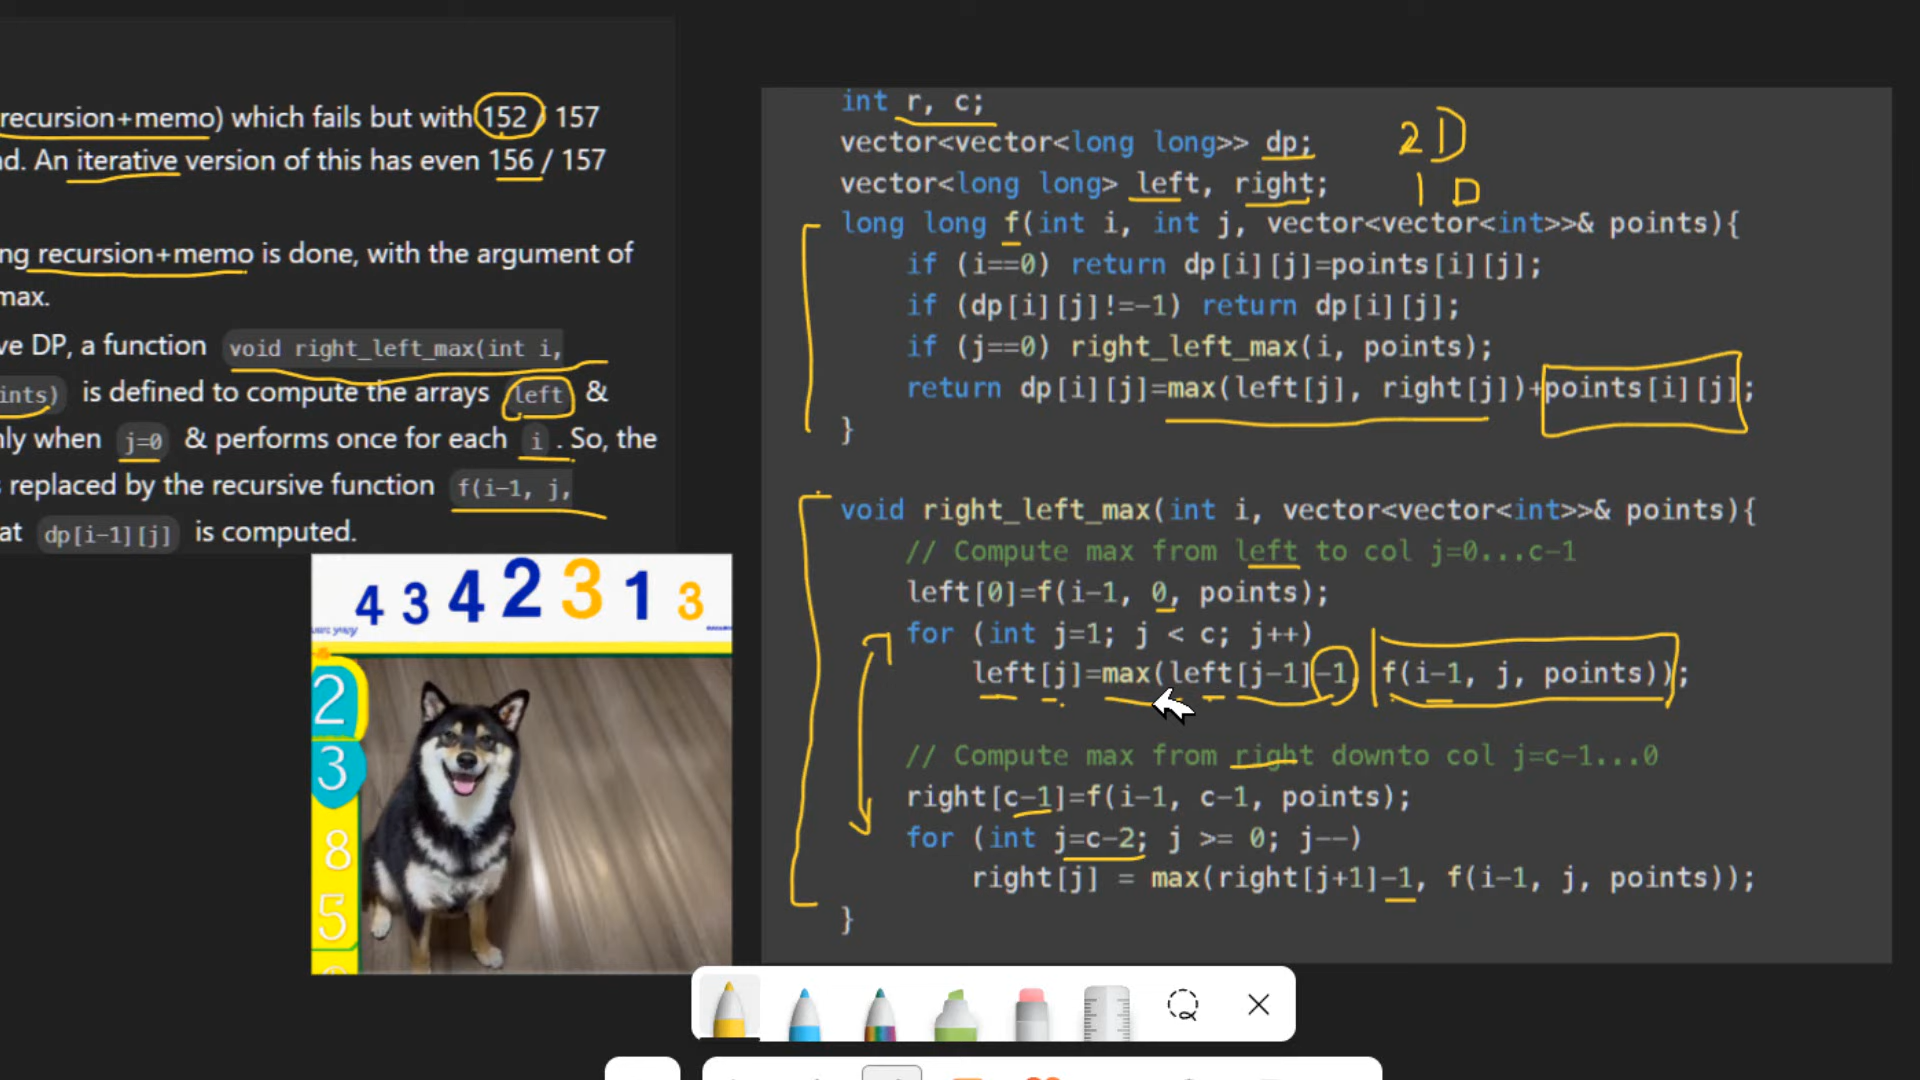 recursion+memo) which fails but with 152 / 157
nd. An iterative version of this has even 156 / 157
ng recursion+memo is done, with the argument of
max.
ve DP, a function void right_left_max(int i,
ints) is defined to compute the arrays left &
nly when j=0 & performs once for each i . So, the
s replaced by the recursive function f(i-1, j,
at dp[i-1][j] is computed.
4 3 4 2 3 1 3
2
3
8
5
int r, c;
vector<vector<long long>> dp;
2D
vector<long long> left, right;
1D
long long f(int i, int j, vector<vector<int>>& points){
if (i==0) return dp[i][j]=points[i][j];
if (dp[i][j]!=-1) return dp[i][j];
if (j==0) right_left_max(i, points);
return dp[i][j]=max(left[j], right[j])+points[i][j];
}
void right_left_max(int i, vector<vector<int>>& points){
// Compute max from left to col j=0...c-1
left[0]=f(i-1, 0, points);
for (int j=1; j < c; j++)
left[j]=max(left[j-1]-1, f(i-1, j, points));
// Compute max from right downto col j=c-1...0
right[c-1]=f(i-1, c-1, points);
for (int j=c-2; j >= 0; j--)
right[j] = max(right[j+1]-1, f(i-1, j, points));
}